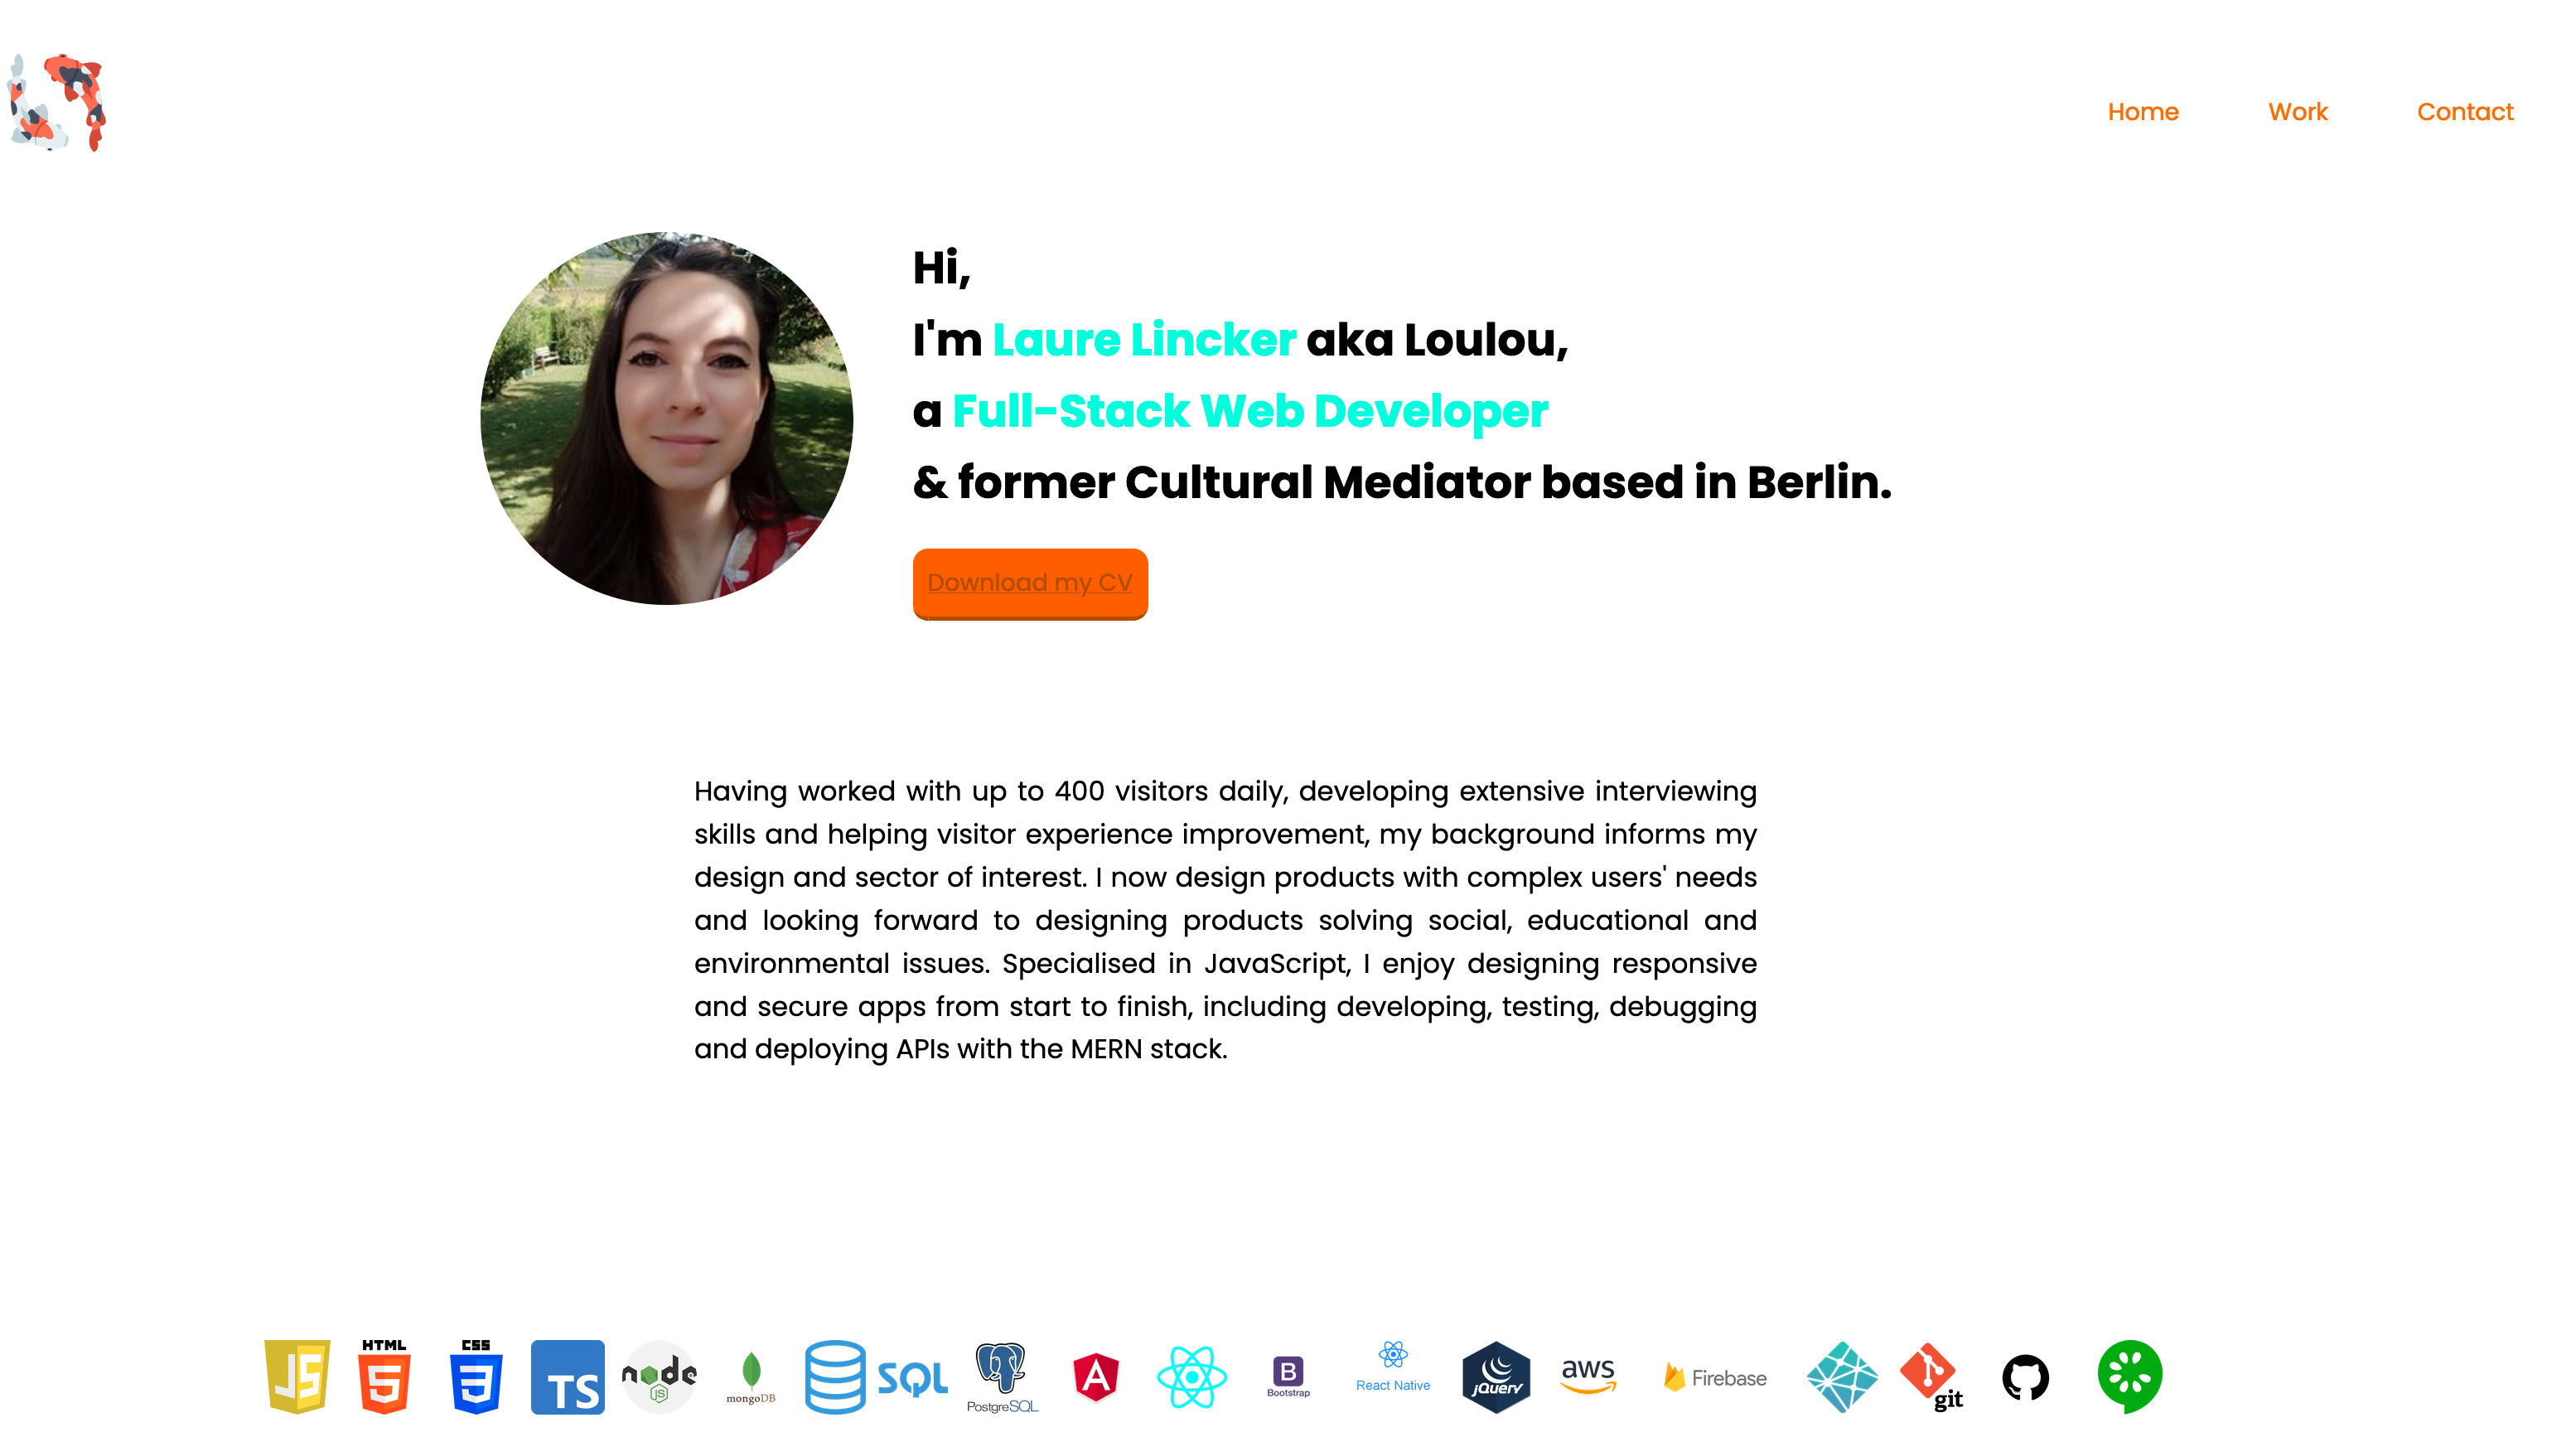 Home Work Contact
Hi,
I'm Laure Lincker aka Loulou,
a Full-Stack Web Developer
& former Cultural Mediator based in Berlin.
Download my CV
Having worked with up to 400 visitors daily, developing extensive interviewing
skills and helping visitor experience improvement, my background informs my
design and sector of interest. I now design products with complex users' needs
and looking forward to designing products solving social, educational and
environmental issues. Specialised in JavaScript, I enjoy designing responsive
and secure apps from start to finish, including developing, testing, debugging
and deploying APIs with the MERN stack.
JS HTML 5 CSS 3 TS node JS mongoDB SQL PostgreSQL A B Bootstrap React Native jQuery aws Firebase git